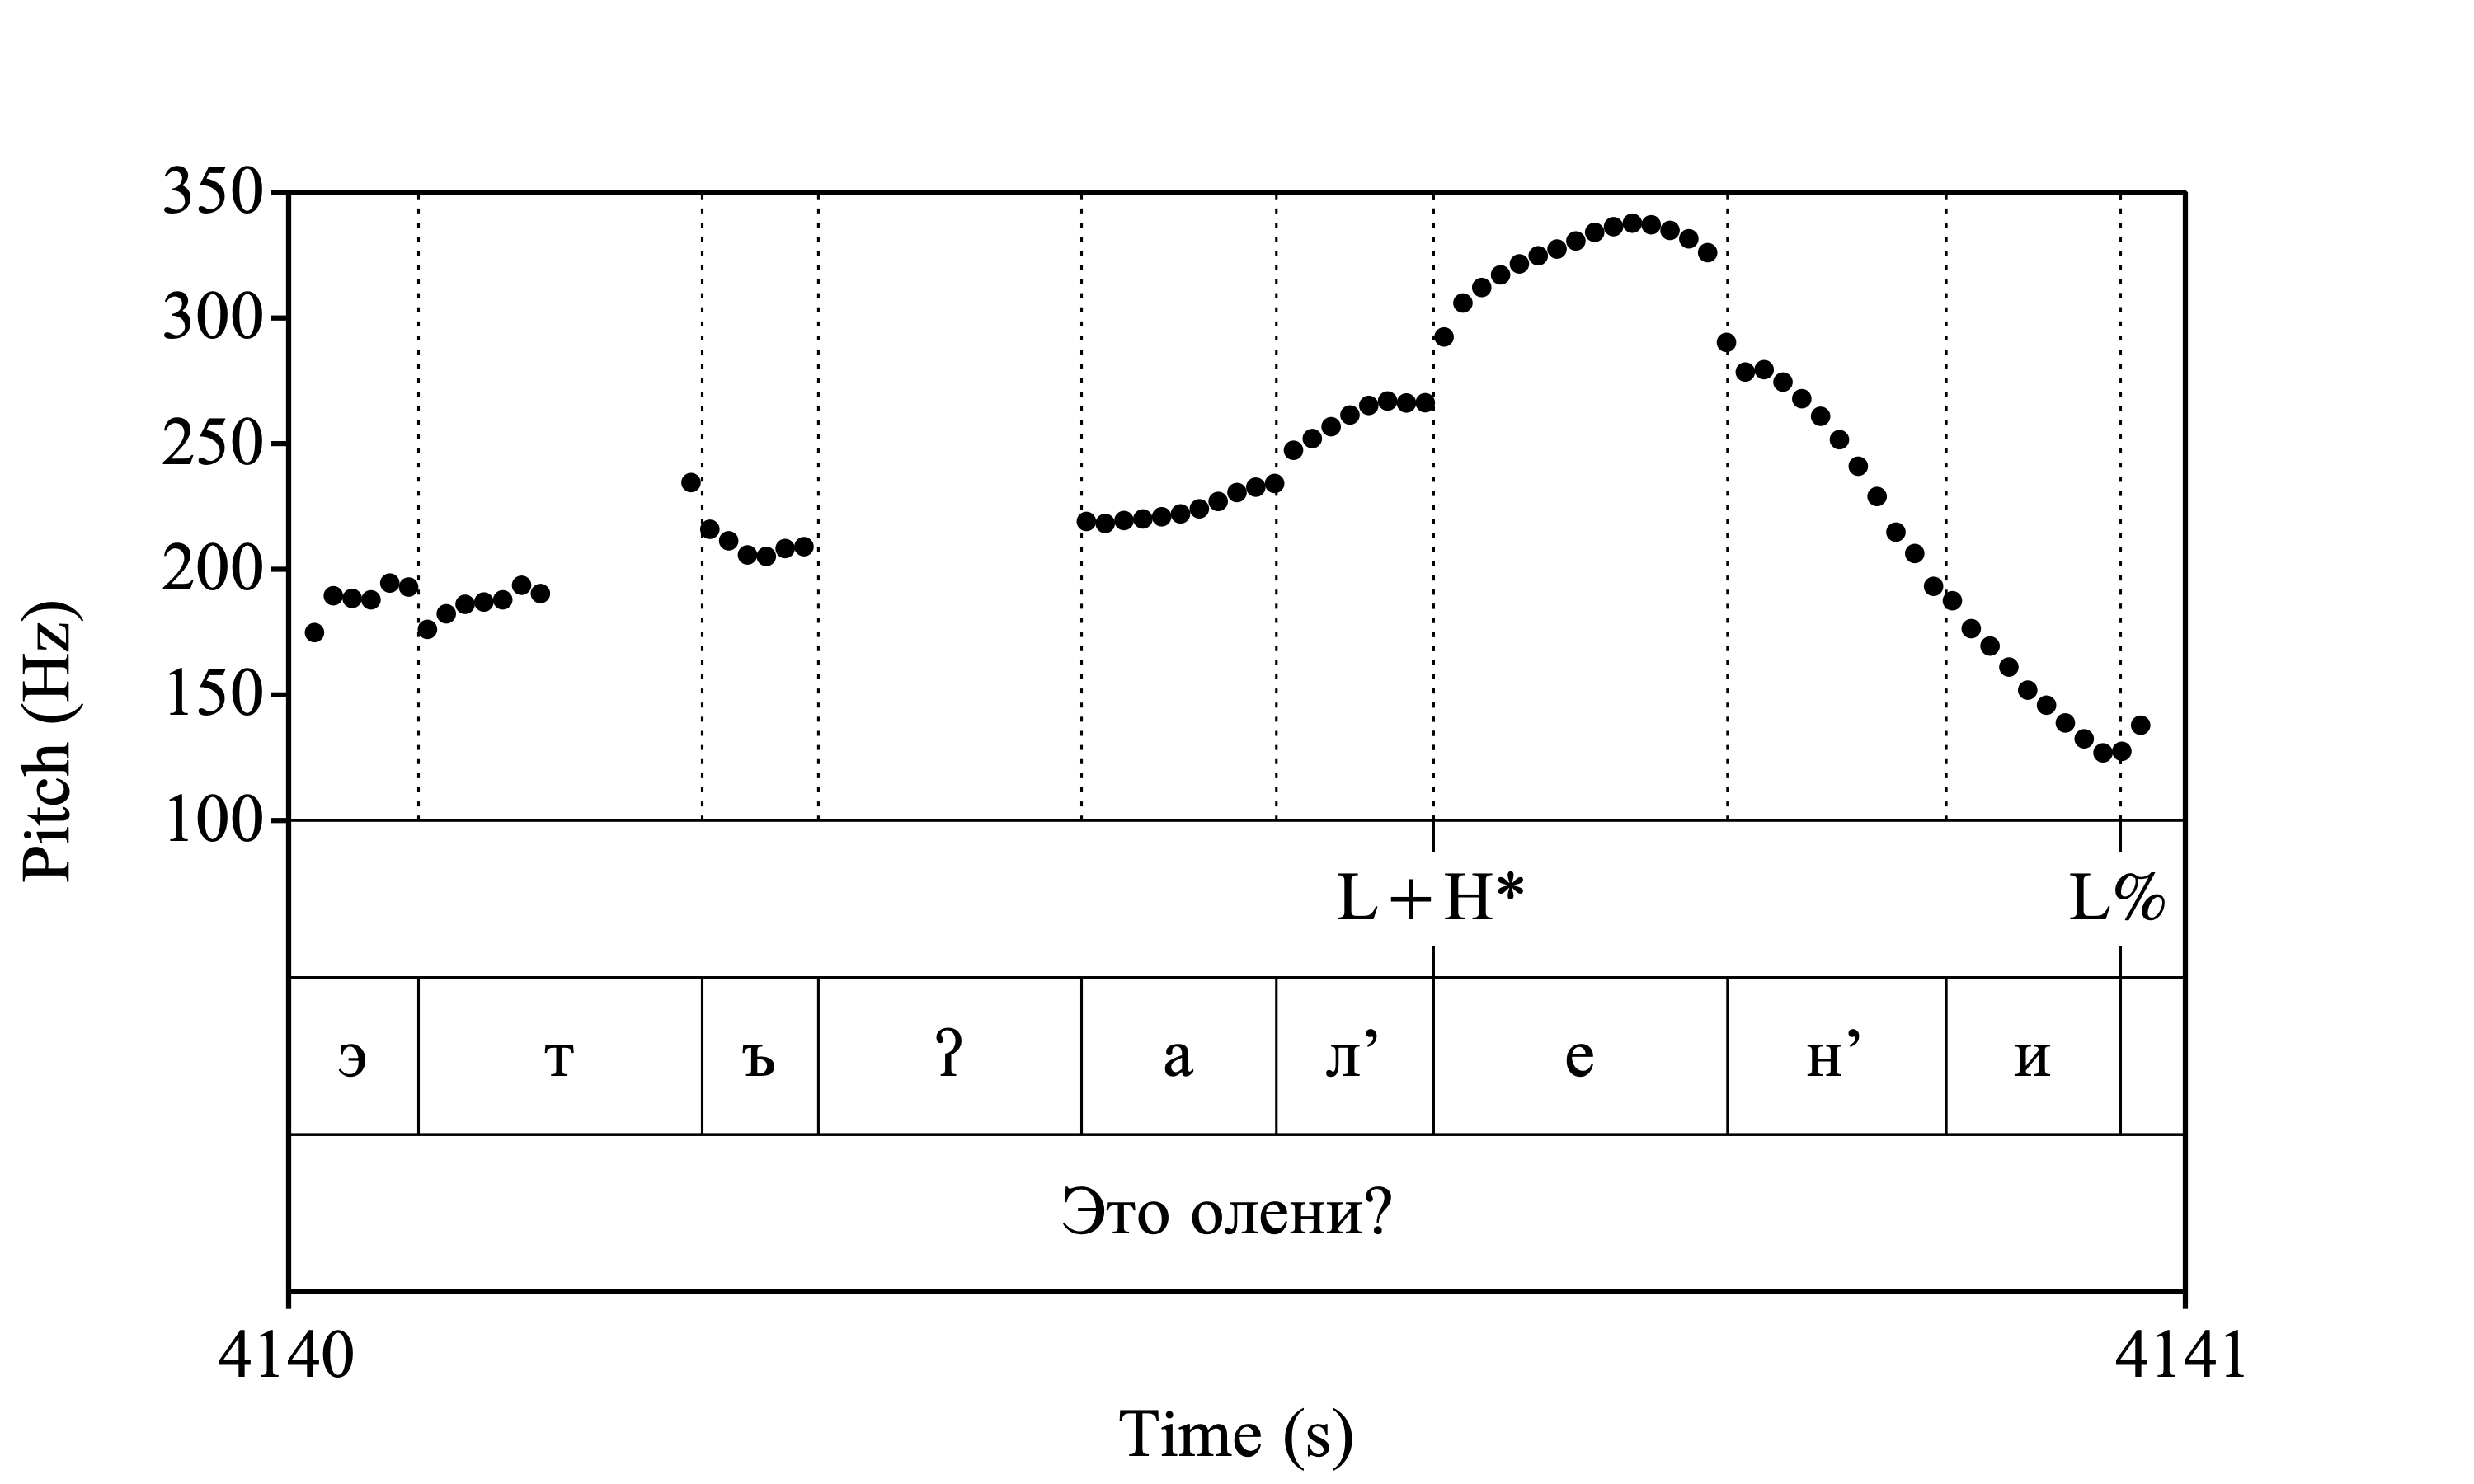 350
300
250
200
150
100
Pitch (Hz)
L+H* L%
э т ъ ʔ а л’ е н’ и
Это олени?
4140 4141
Time (s)